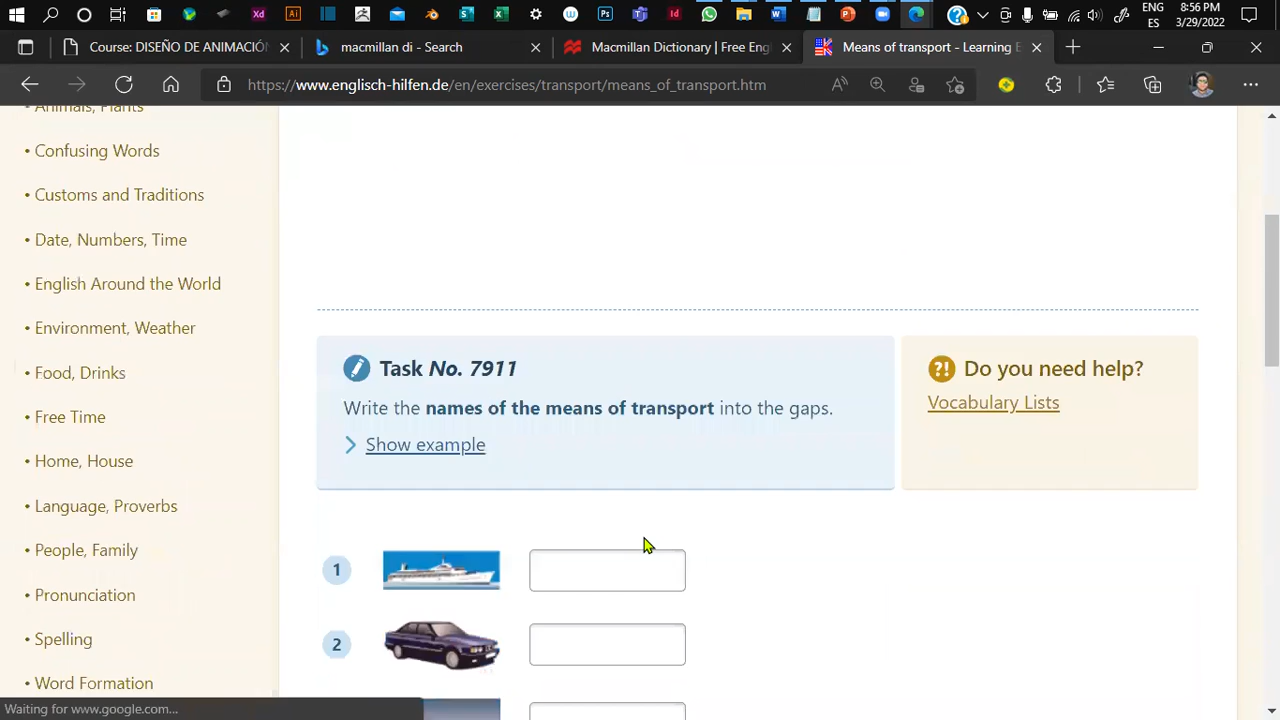 ENG
ES
8:56 PM
3/29/2022
Course: DISEÑO DE ANIMACIÓN
macmillan di - Search
Macmillan Dictionary | Free Eng
Means of transport - Learning E
https://www.englisch-hilfen.de/en/exercises/transport/means_of_transport.htm
• Animals, Plants
• Confusing Words
• Customs and Traditions
• Date, Numbers, Time
• English Around the World
• Environment, Weather
• Food, Drinks
• Free Time
• Home, House
• Language, Proverbs
• People, Family
• Pronunciation
• Spelling
• Word Formation
Task No. 7911
Write the names of the means of transport into the gaps.
Show example
?! Do you need help?
Vocabulary Lists
1
2
Waiting for www.google.com...